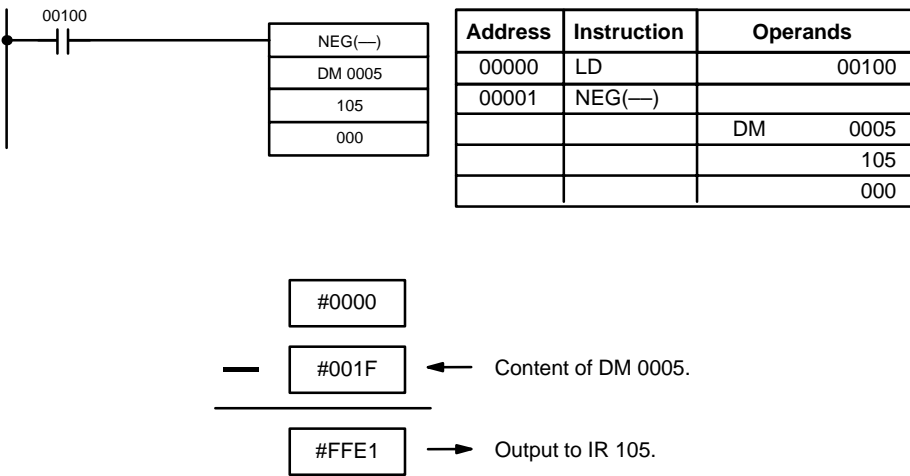 00100
NEG(––)
DM 0005
105
000
Address Instruction Operands
00000 LD 00100
00001 NEG(––)
DM 0005
105
000
#0000
#001F Content of DM 0005.
#FFE1 Output to IR 105.